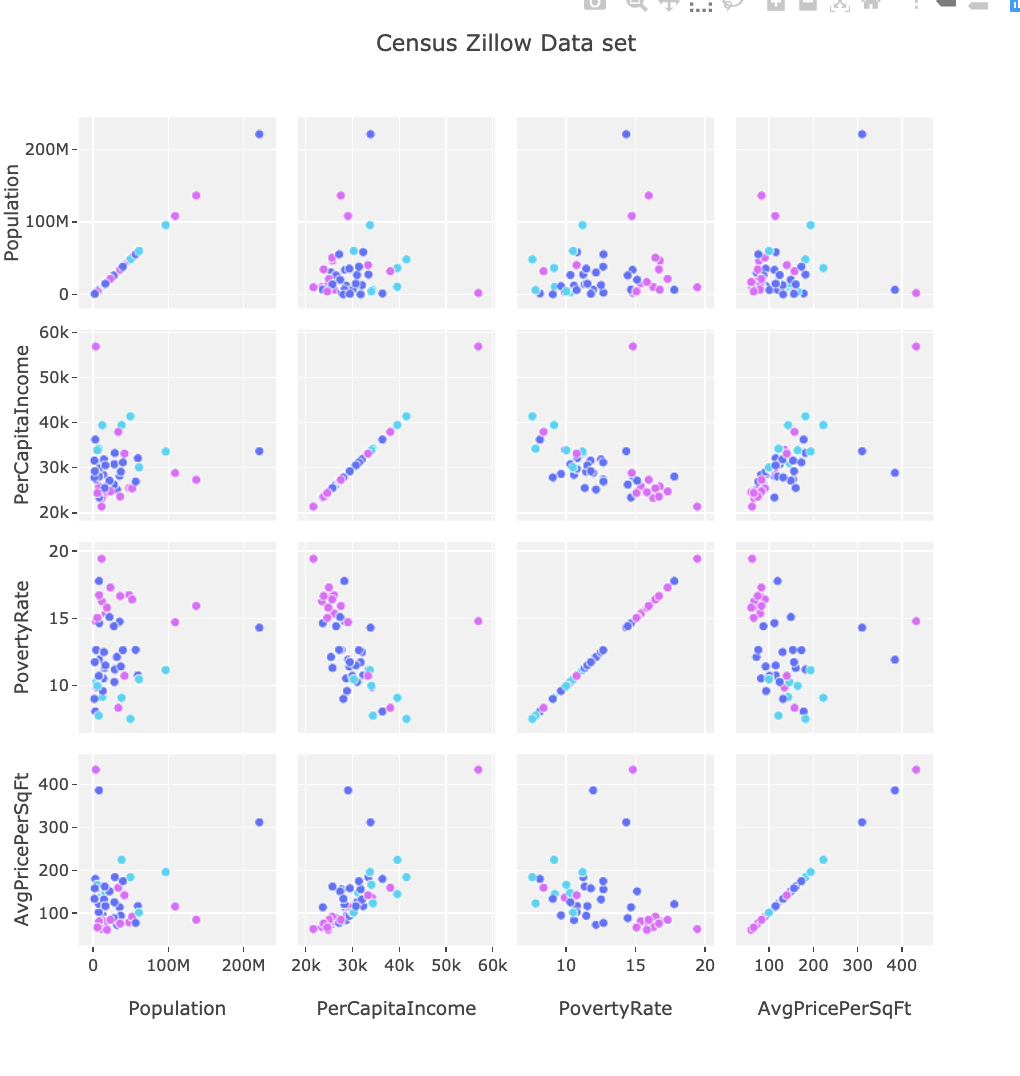 Census Zillow Data set
Population
200M
100M
0
PerCapitaIncome
60k
50k
40k
30k
20k
PovertyRate
20
15
10
AvgPricePerSqFt
400
300
200
100
0 100M 200M 20k 30k 40k 50k 60k 10 15 20 100 200 300 400
Population PerCapitaIncome PovertyRate AvgPricePerSqFt